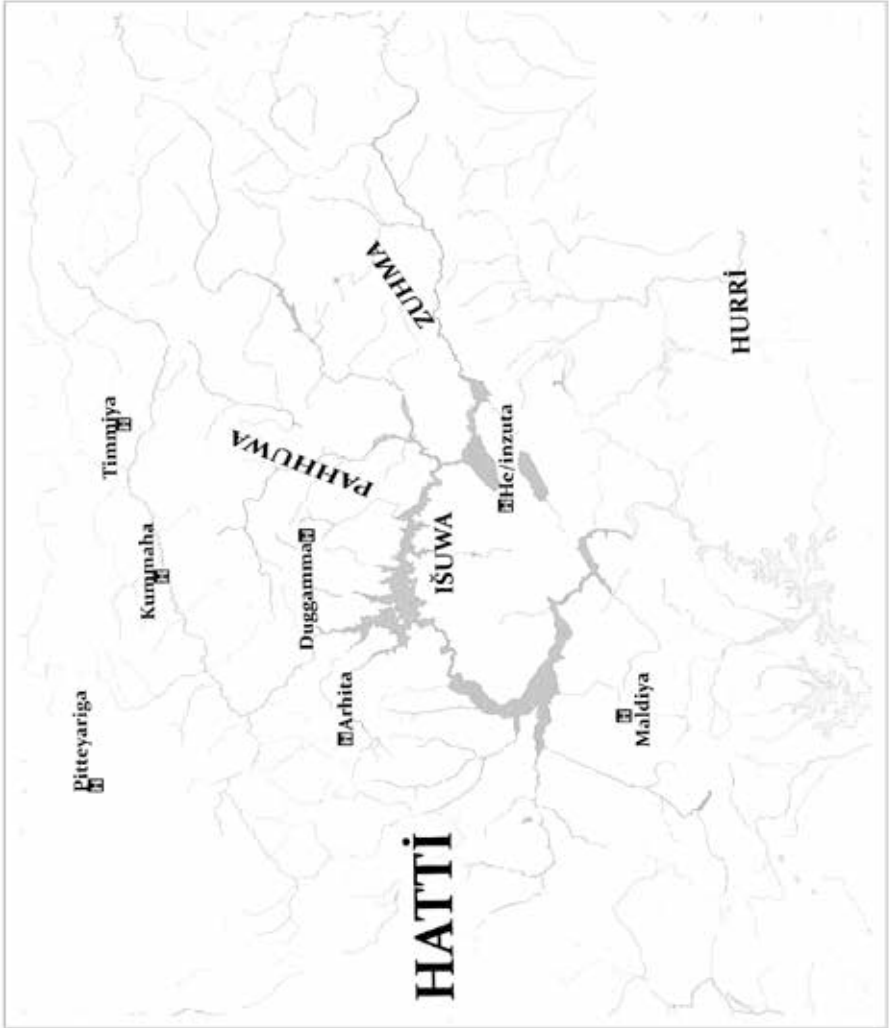 Pitteyariga
Timmiya
Kummaha
PAHHUWA
Duggamma
Arhita
ZUHMA
HATTİ
IŠUWA
He/inzuta
Maldiya
HURRİ